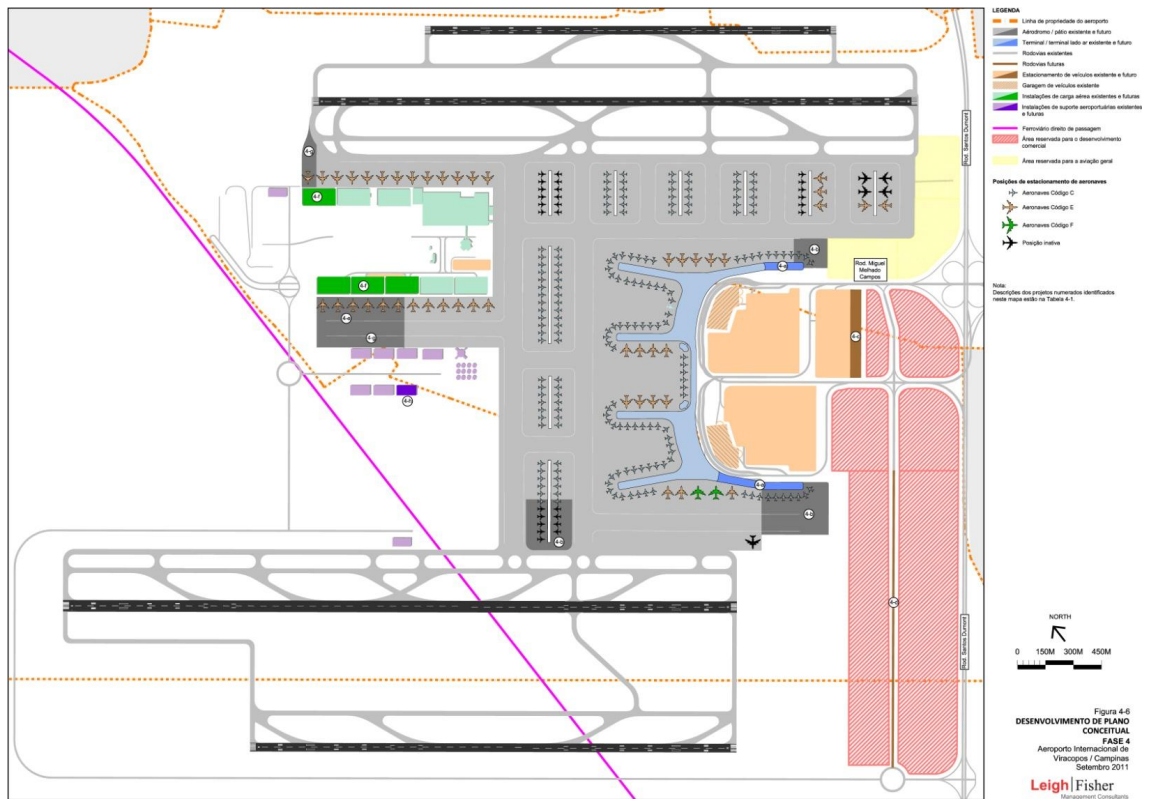 LEGENDA
Linha de propriedade do aeroporto
Aérodromo / pátio existente e futuro
Terminal / terminal lado ar existente e futuro
Rodovias existentes
Rodovias futuras
Estacionamento de veículos existente e futuro
Garagem de veículos existente
Instalações de carga aérea existentes e futuras
Instalações de suporte aeroportuárias existentes
e futuras
Ferroviário direito de passagem
Área reservada para o desenvolvimento
comercial
Área reservada para a aviação geral
Posições de estacionamento de aeronaves
Aeronaves Código C
Aeronaves Código E
Aeronaves Código F
Posição inativa
Nota:
Descrições dos projetos numerados identificados
neste mapa estão na Tabela 4-1.
Rod. Santos Dumont
Rod. Miguel
Melhado
Campos
Rod. Santos Dumont
4-f
4-f
4-b
NORTH
0 150M 300M 450M
Figura 4-6
DESENVOLVIMENTO DE PLANO
CONCEITUAL
FASE 4
Aeroporto Internacional de
Viracopos / Campinas
Setembro 2011
Leigh|Fisher
Management Consultants